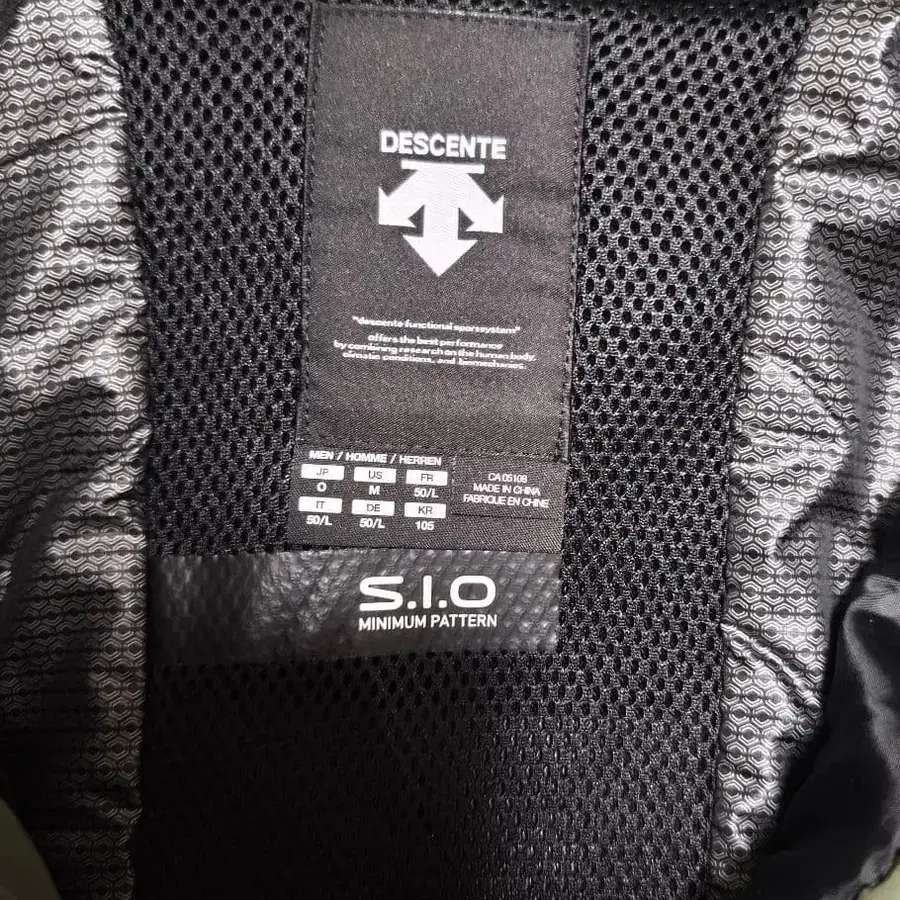 DESCENTE
"descente functional sportsystem"
offers the best performance
by combining research on the human body,
climatic conditions, and biomechanics.
MEN / HOMME / HERREN
JP US FR
O M 50/L
IT DE KR
50/L 50/L 105
CA 05108
MADE IN CHINA
FABRIQUE EN CHINE
S.I.O
MINIMUM PATTERN